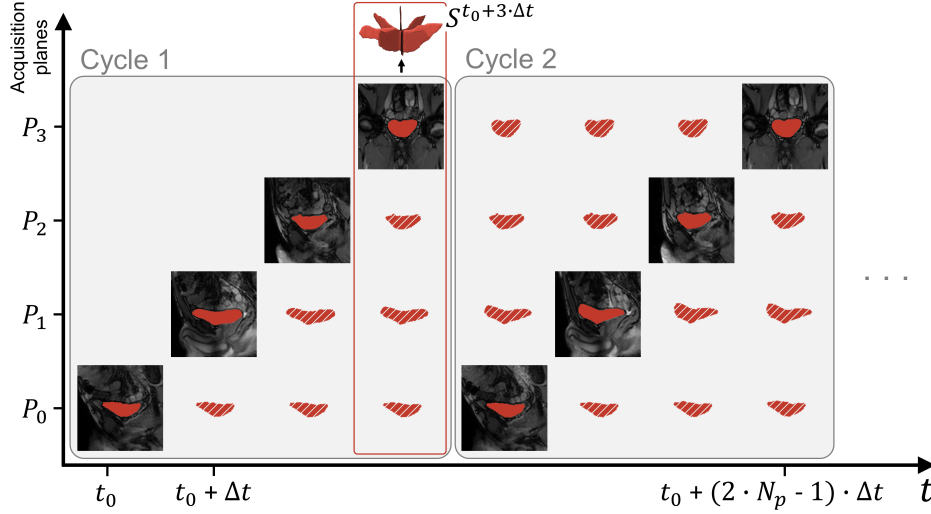 Acquisition
planes
Cycle 1
S^{t_0+3·Δt}
Cycle 2
P_3
P_2
P_1
P_0
. . .
t_0
t_0 + Δt
t_0 + (2 · N_p - 1) · Δt
t